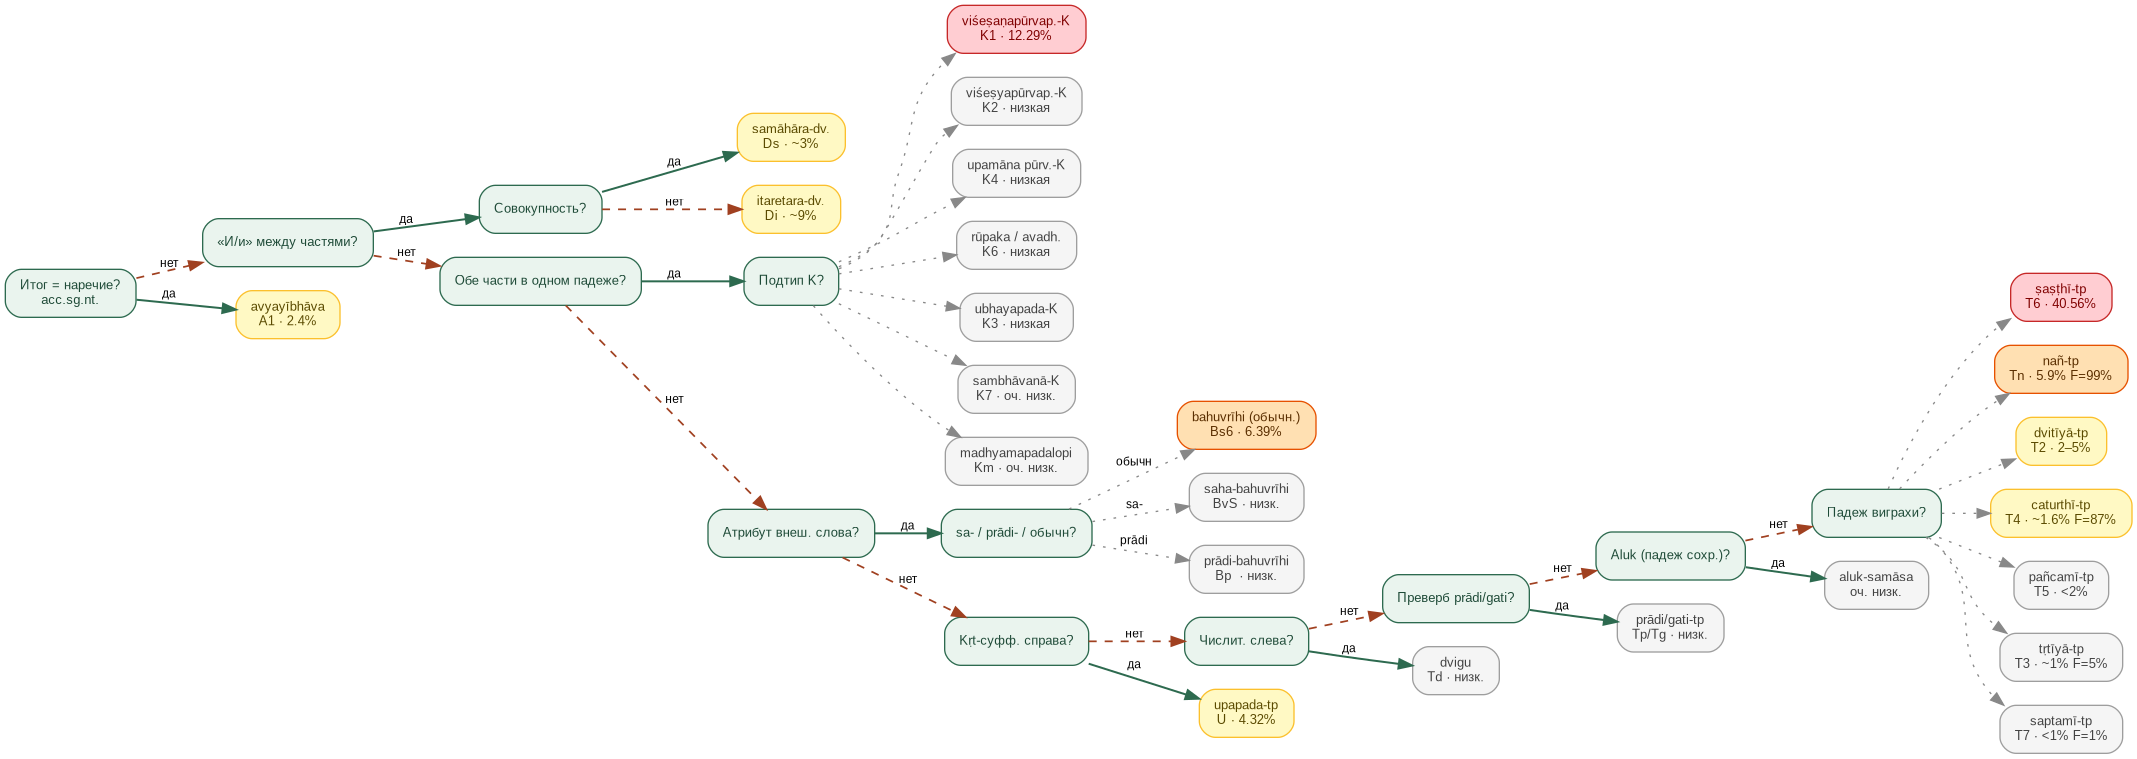 Итог = наречие?
acc.sg.nt.
нет
да
«И/и» между частями?
avyayībhāva
A1 · 2.4%
да
нет
Совокупность?
да
нет
samāhāra-dv.
Ds · ~3%
itaretara-dv.
Di · ~9%
Обе части в одном падеже?
да
нет
Подтип K?
viśeṣaṇapūrvap.-K
K1 · 12.29%
viśeṣyapūrvap.-K
K2 · низкая
upamāna pūrv.-K
K4 · низкая
rūpaka / avadh.
K6 · низкая
ubhayapada-K
K3 · низкая
sambhāvanā-K
K7 · оч. низк.
madhyamapadalopi
Km · оч. низк.
Атрибут внеш. слова?
да
нет
sa- / prādi- / обычн?
обычн
sa-
prādi
bahuvrīhi (обычн.)
Bs6 · 6.39%
saha-bahuvrīhi
BvS · низк.
prādi-bahuvrīhi
Bp  · низк.
Kṛt-суфф. справа?
нет
да
upapada-tp
U · 4.32%
Числит. слева?
нет
да
dvigu
Td · низк.
Преверб prādi/gati?
нет
да
prādi/gati-tp
Tp/Tg · низк.
Aluk (падеж сохр.)?
нет
да
aluk-samāsa
оч. низк.
Падеж виграхи?
ṣaṣṭhī-tp
T6 · 40.56%
nañ-tp
Tn · 5.9% F=99%
dvitīyā-tp
T2 · 2–5%
caturthī-tp
T4 · ~1.6% F=87%
pañcamī-tp
T5 · <2%
tṛtīyā-tp
T3 · ~1% F=5%
saptamī-tp
T7 · <1% F=1%